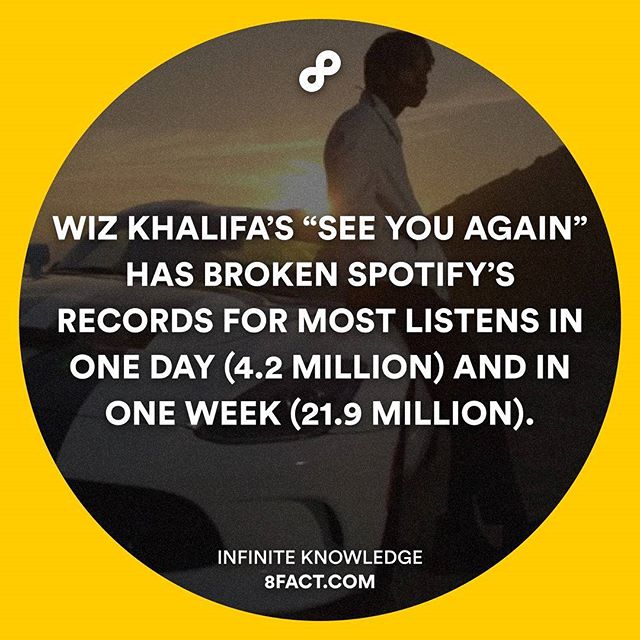 WIZ KHALIFA’S “SEE YOU AGAIN”
HAS BROKEN SPOTIFY’S
RECORDS FOR MOST LISTENS IN
ONE DAY (4.2 MILLION) AND IN
ONE WEEK (21.9 MILLION).
INFINITE KNOWLEDGE
8FACT.COM